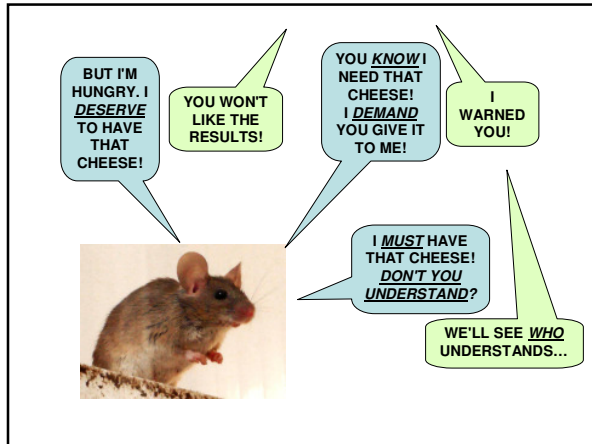 BUT I'M
HUNGRY. I
DESERVE
TO HAVE
THAT
CHEESE!
YOU WON'T
LIKE THE
RESULTS!
YOU KNOW I
NEED THAT
CHEESE!
I DEMAND
YOU GIVE IT
TO ME!
I
WARNED
YOU!
I MUST HAVE
THAT CHEESE!
DON'T YOU
UNDERSTAND?
WE'LL SEE WHO
UNDERSTANDS...